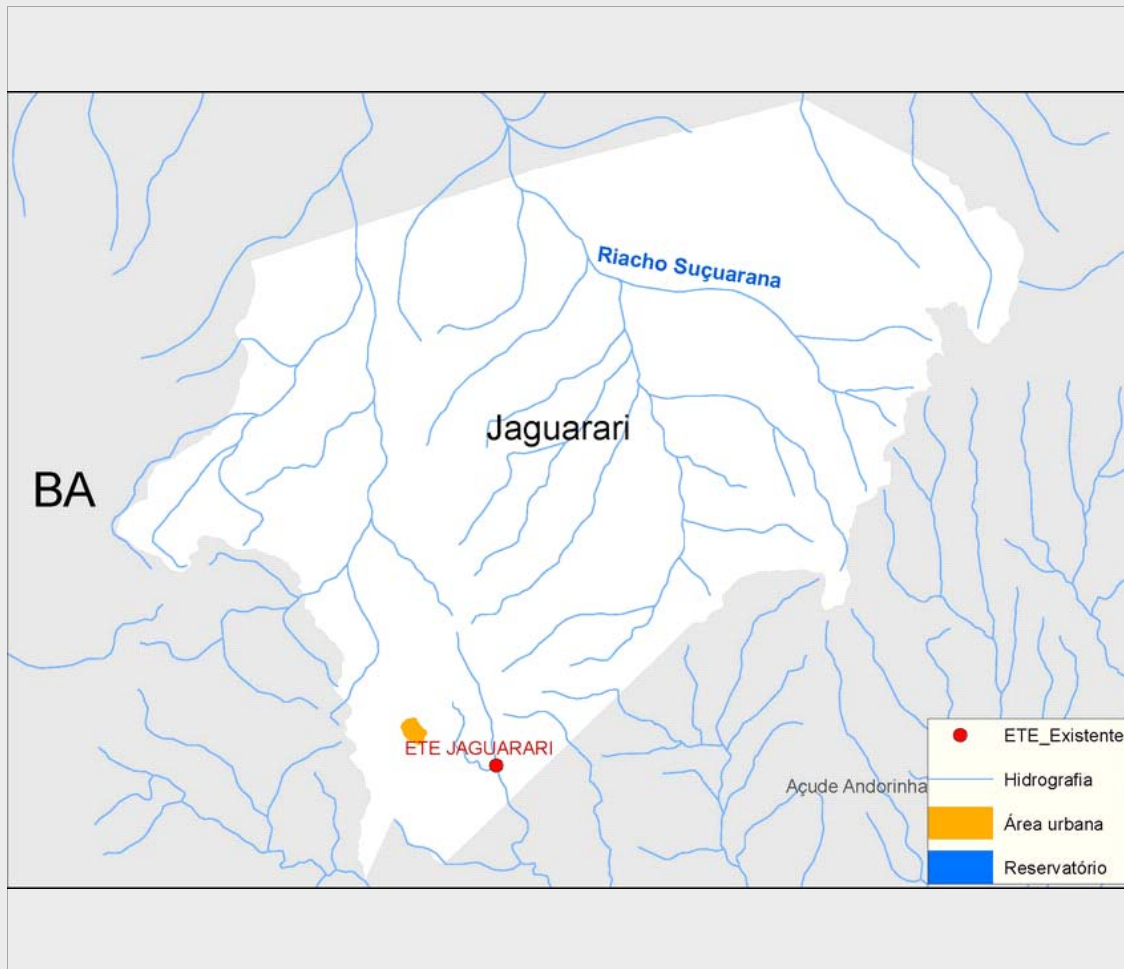 Riacho Suçuarana
Jaguarari
BA
ETE JAGUARARI
Açude Andorinha
ETE_Existente
Hidrografia
Área urbana
Reservatório